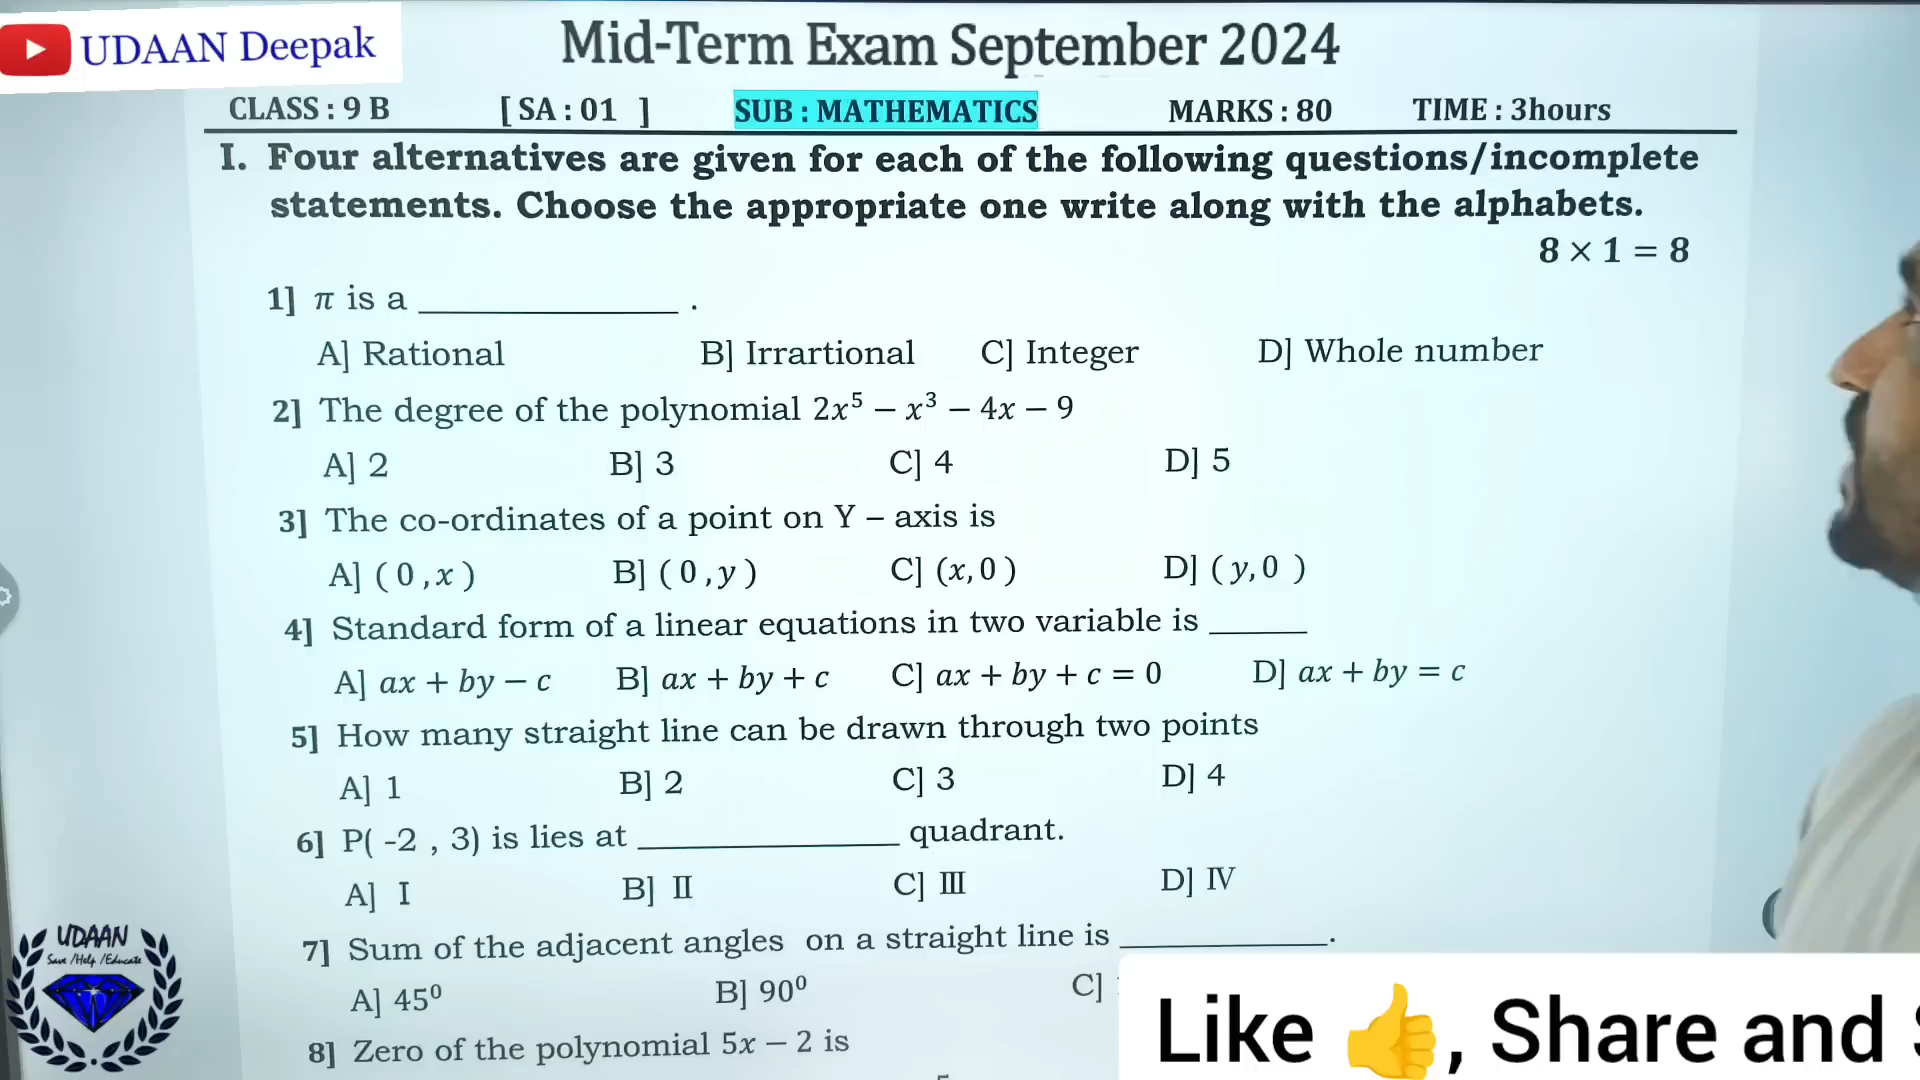 UDAAN Deepak
Mid-Term Exam September 2024
CLASS : 9 B [ SA : 01 ] SUB : MATHEMATICS MARKS : 80 TIME : 3hours
I. Four alternatives are given for each of the following questions/incomplete
statements. Choose the appropriate one write along with the alphabets.
8 × 1 = 8
1] π is a ____________ .
A] Rational B] Irrartional C] Integer D] Whole number
2] The degree of the polynomial 2x⁵ − x³ − 4x − 9
A] 2 B] 3 C] 4 D] 5
3] The co-ordinates of a point on Y – axis is
A] ( 0 , x ) B] ( 0 , y ) C] (x, 0 ) D] ( y, 0 )
4] Standard form of a linear equations in two variable is _____
A] ax + by − c B] ax + by + c C] ax + by + c = 0 D] ax + by = c
5] How many straight line can be drawn through two points
A] 1 B] 2 C] 3 D] 4
6] P( -2 , 3) is lies at ____________ quadrant.
A] I B] II C] III D] IV
7] Sum of the adjacent angles on a straight line is __________.
A] 45⁰ B] 90⁰ C]
8] Zero of the polynomial 5x − 2 is
UDAAN
Save /Help /Educate
Like 👍, Share and